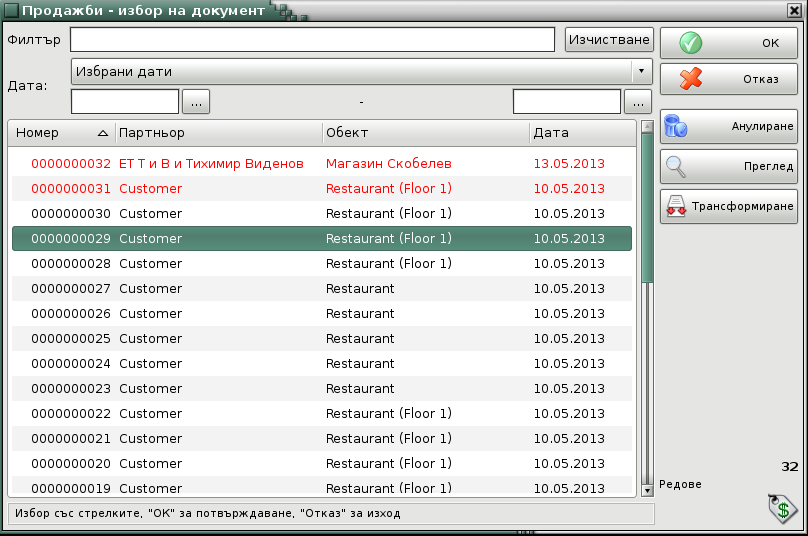 Продажби - избор на документ
Филтър
Изчистване
OK
Дата:
Избрани дати
Отказ
... - ...
Номер Партньор Обект Дата
Анулиране
Преглед
Трансформиране
0000000032 ЕТ Т и В и Тихимир Виденов Магазин Скобелев 13.05.2013
0000000031 Customer Restaurant (Floor 1) 10.05.2013
0000000030 Customer Restaurant (Floor 1) 10.05.2013
0000000029 Customer Restaurant (Floor 1) 10.05.2013
0000000028 Customer Restaurant (Floor 1) 10.05.2013
0000000027 Customer Restaurant 10.05.2013
0000000026 Customer Restaurant 10.05.2013
0000000025 Customer Restaurant 10.05.2013
0000000024 Customer Restaurant 10.05.2013
0000000023 Customer Restaurant 10.05.2013
0000000022 Customer Restaurant (Floor 1) 10.05.2013
0000000021 Customer Restaurant (Floor 1) 10.05.2013
0000000020 Customer Restaurant (Floor 1) 10.05.2013
0000000019 Customer Restaurant (Floor 1) 10.05.2013
32
Редове
$
Избор със стрелките, "ОК" за потвърждаване, "Отказ" за изход